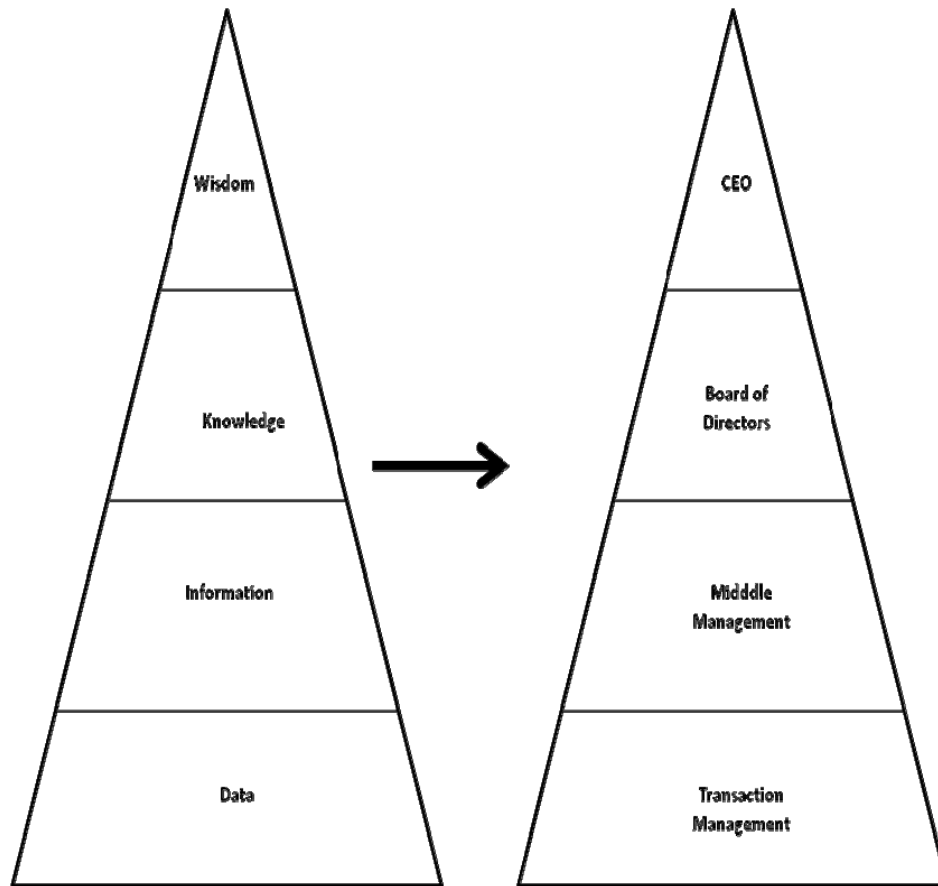 Wisdom
Knowledge
Information
Data
CEO
Board of
Directors
Midddle
Management
Transaction
Management